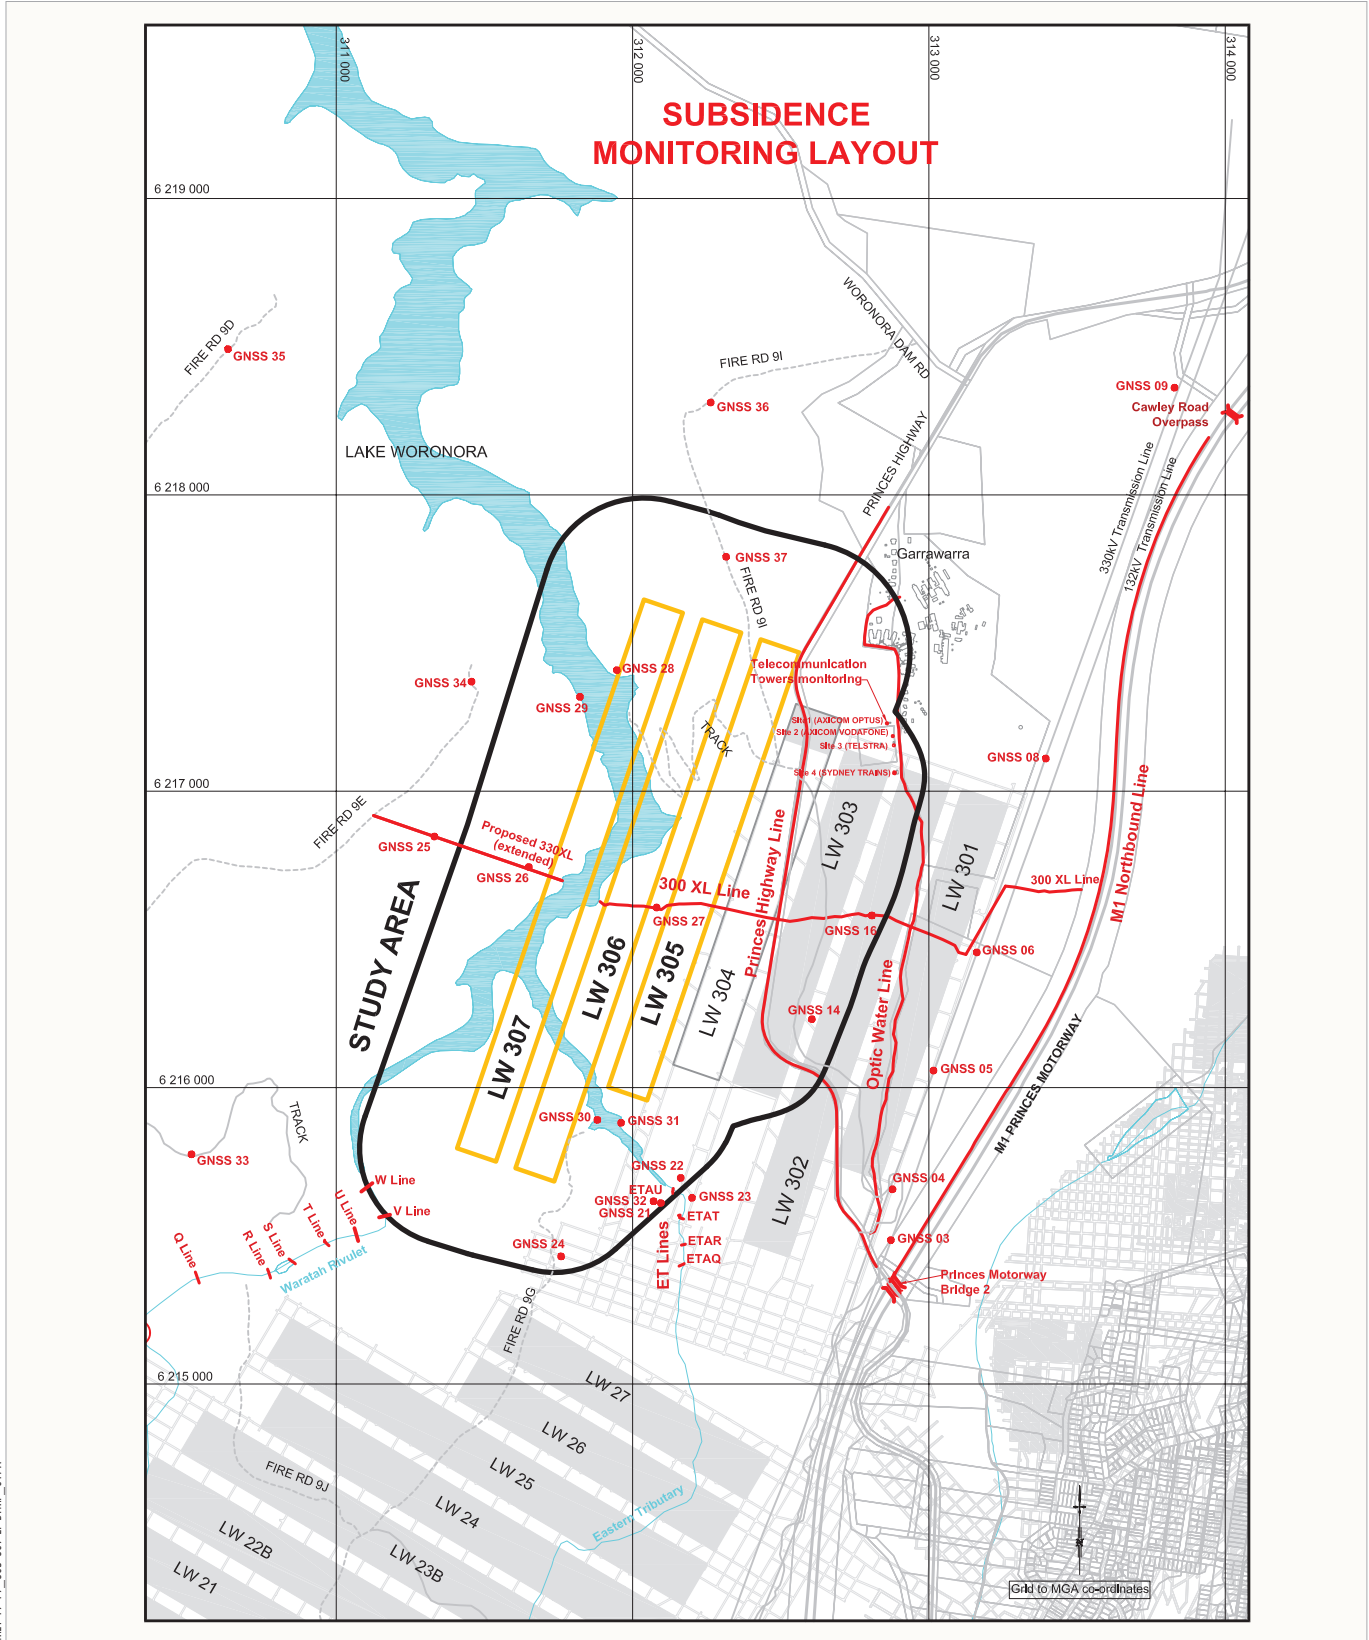 311 000
312 000
313 000
314 000
SUBSIDENCE
MONITORING LAYOUT
6 219 000
WORONORA DAM RD
FIRE RD 9D
GNSS 35
FIRE RD 9I
GNSS 36
GNSS 09
Cawley Road
Overpass
PRINCES HIGHWAY
LAKE WORONORA
330kV Transmission Line
132kV Transmission Line
6 218 000
Garrawarra
GNSS 37
FIRE RD 9I
GNSS 28
GNSS 34
GNSS 29
Telecommunication
Towers monitoring
Site1 (AXICOM OPTUS)
Site 2 (AXICOM VODAFONE)
Site 3 (TELSTRA)
Site 4 (SYDNEY TRAINS)
TRACK
GNSS 08
6 217 000
FIRE RD 9E
GNSS 25
Proposed 330XL
(extended)
GNSS 26
300 XL Line
GNSS 27
Princes Highway Line
LW 303
LW 301
300 XL Line
M1 Northbound Line
GNSS 16
GNSS 06
STUDY AREA
LW 307
LW 306
LW 305
LW 304
GNSS 14
Optic Water Line
GNSS 05
M1 PRINCES MOTORWAY
6 216 000
TRACK
GNSS 30
GNSS 31
GNSS 33
GNSS 22
W Line
ETAU
GNSS 32
GNSS 23
GNSS 21
GNSS 04
LW 302
V Line
ETAT
U Line
T Line
S Line
R Line
Q Line
ETAR
ETAQ
ET Lines
GNSS 24
GNSS 03
Waratah Rivulet
Princes Motorway
Bridge 2
FIRE RD 9G
6 215 000
LW 27
LW 26
LW 25
LW 24
FIRE RD 9J
LW 23B
LW 22B
LW 21
Eastern Tributary
N
Grid to MGA co-ordinates